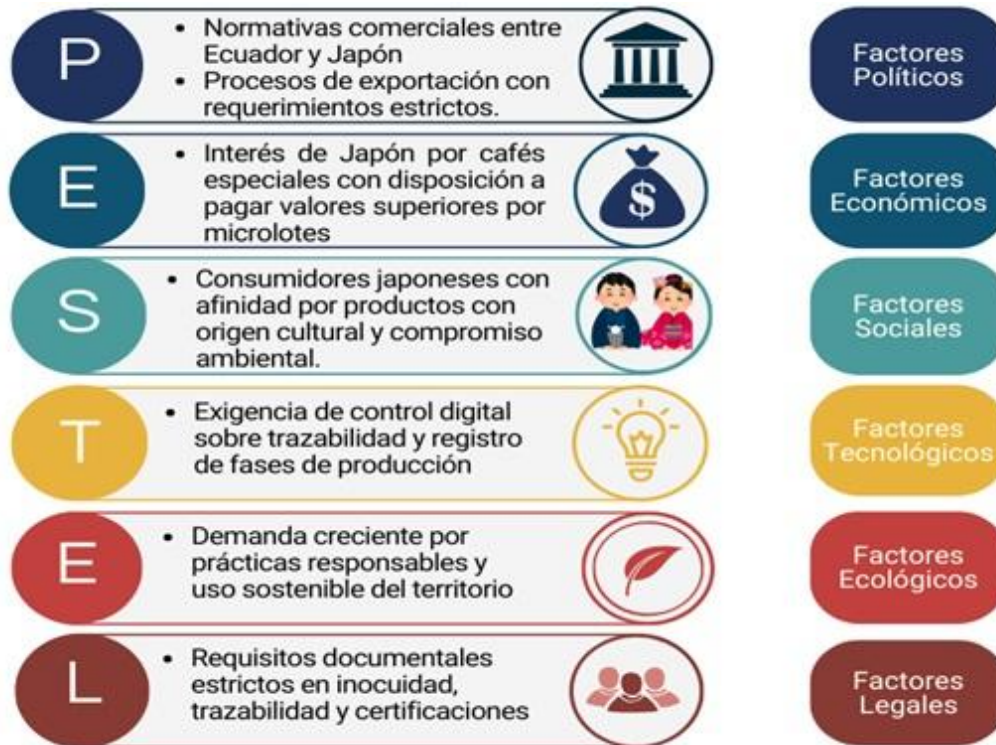 P
• Normativas comerciales entre
Ecuador y Japón
• Procesos de exportación con
requerimientos estrictos.
Factores
Políticos
E
• Interés de Japón por cafés
especiales con disposición a
pagar valores superiores por
microlotes
$
Factores
Económicos
S
• Consumidores japoneses con
afinidad por productos con
origen cultural y compromiso
ambiental.
Factores
Sociales
T
• Exigencia de control digital
sobre trazabilidad y registro
de fases de producción
Factores
Tecnológicos
E
• Demanda creciente por
prácticas responsables y
uso sostenible del territorio
Factores
Ecológicos
L
• Requisitos documentales
estrictos en inocuidad,
trazabilidad y certificaciones
Factores
Legales